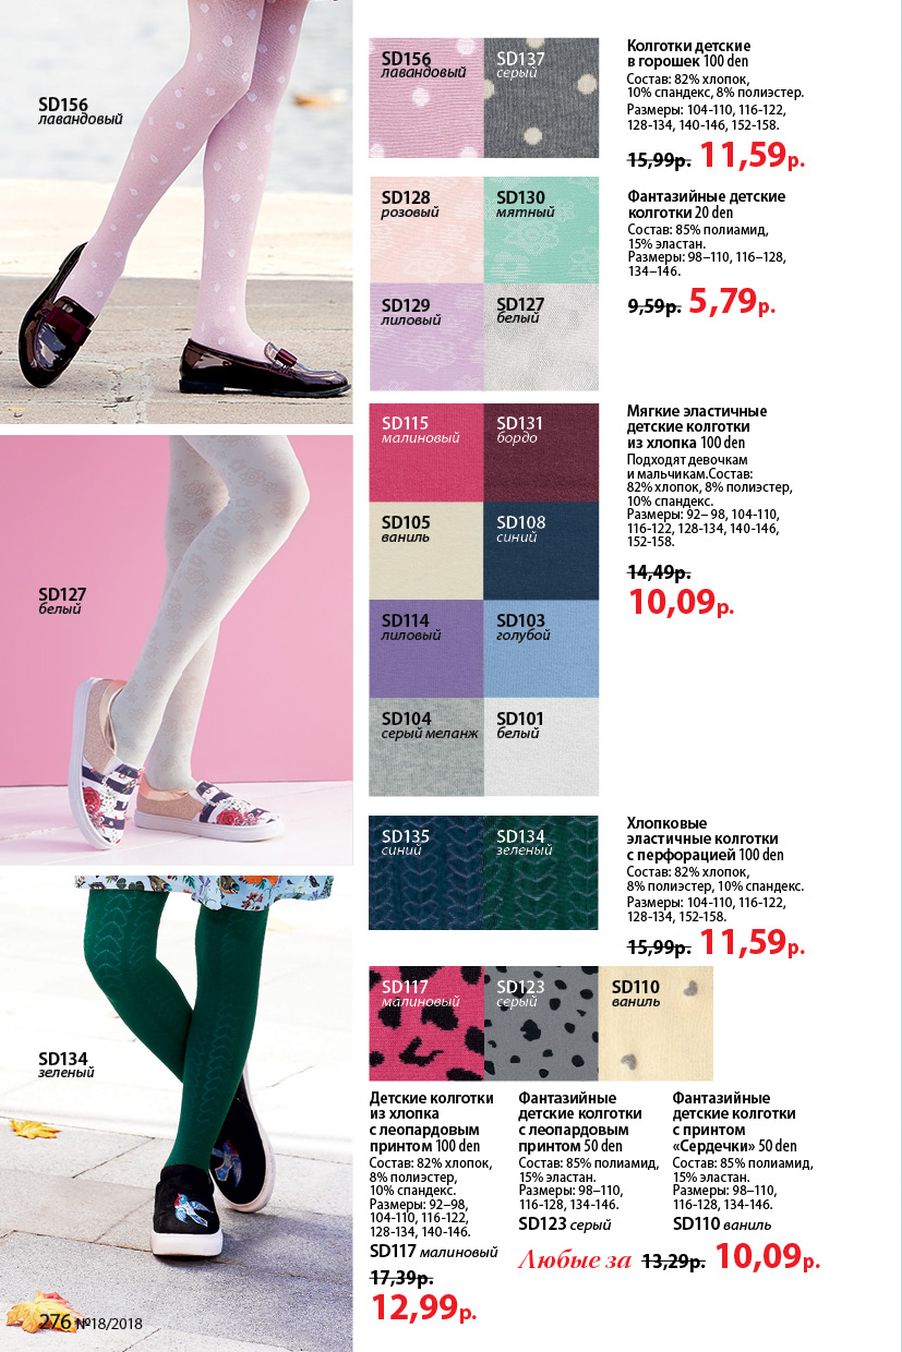 SD156
лавандовый
SD127
белый
SD134
зеленый
276 №18/2018
SD156
лавандовый
SD137
серый
Колготки детские
в горошек 100 den
Состав: 82% хлопок,
10% спандекс, 8% полиэстер.
Размеры: 104-110, 116-122,
128-134, 140-146, 152-158.
15,99р. 11,59р.
SD128
розовый
SD130
мятный
SD129
лиловый
SD127
белый
Фантазийные детские
колготки 20 den
Состав: 85% полиамид,
15% эластан.
Размеры: 98–110, 116–128,
134–146.
9,59р. 5,79р.
SD115
малиновый
SD131
бордо
SD105
ваниль
SD108
синий
SD114
лиловый
SD103
голубой
SD104
серый меланж
SD101
белый
Мягкие эластичные
детские колготки
из хлопка 100 den
Подходят девочкам
и мальчикам.Состав:
82% хлопок, 8% полиэстер,
10% спандекс.
Размеры: 92– 98, 104-110,
116-122, 128-134, 140-146,
152-158.
14,49р.
10,09р.
SD135
синий
SD134
зеленый
Хлопковые
эластичные колготки
с перфорацией 100 den
Состав: 82% хлопок,
8% полиэстер, 10% спандекс.
Размеры: 104-110, 116-122,
128-134, 152-158.
15,99р. 11,59р.
SD117
малиновый
SD123
серый
SD110
ваниль
Детские колготки
из хлопка
с леопардовым
принтом 100 den
Состав: 82% хлопок,
8% полиэстер,
10% спандекс.
Размеры: 92–98,
104-110, 116-122,
128-134, 140-146.
SD117 малиновый
17,39р.
12,99р.
Фантазийные
детские колготки
с леопардовым
принтом 50 den
Состав: 85% полиамид,
15% эластан.
Размеры: 98–110,
116-128, 134-146.
SD123 серый
Фантазийные
детские колготки
с принтом
«Сердечки» 50 den
Состав: 85% полиамид,
15% эластан.
Размеры: 98–110,
116-128, 134-146.
SD110 ваниль
Любые за 13,29р. 10,09р.